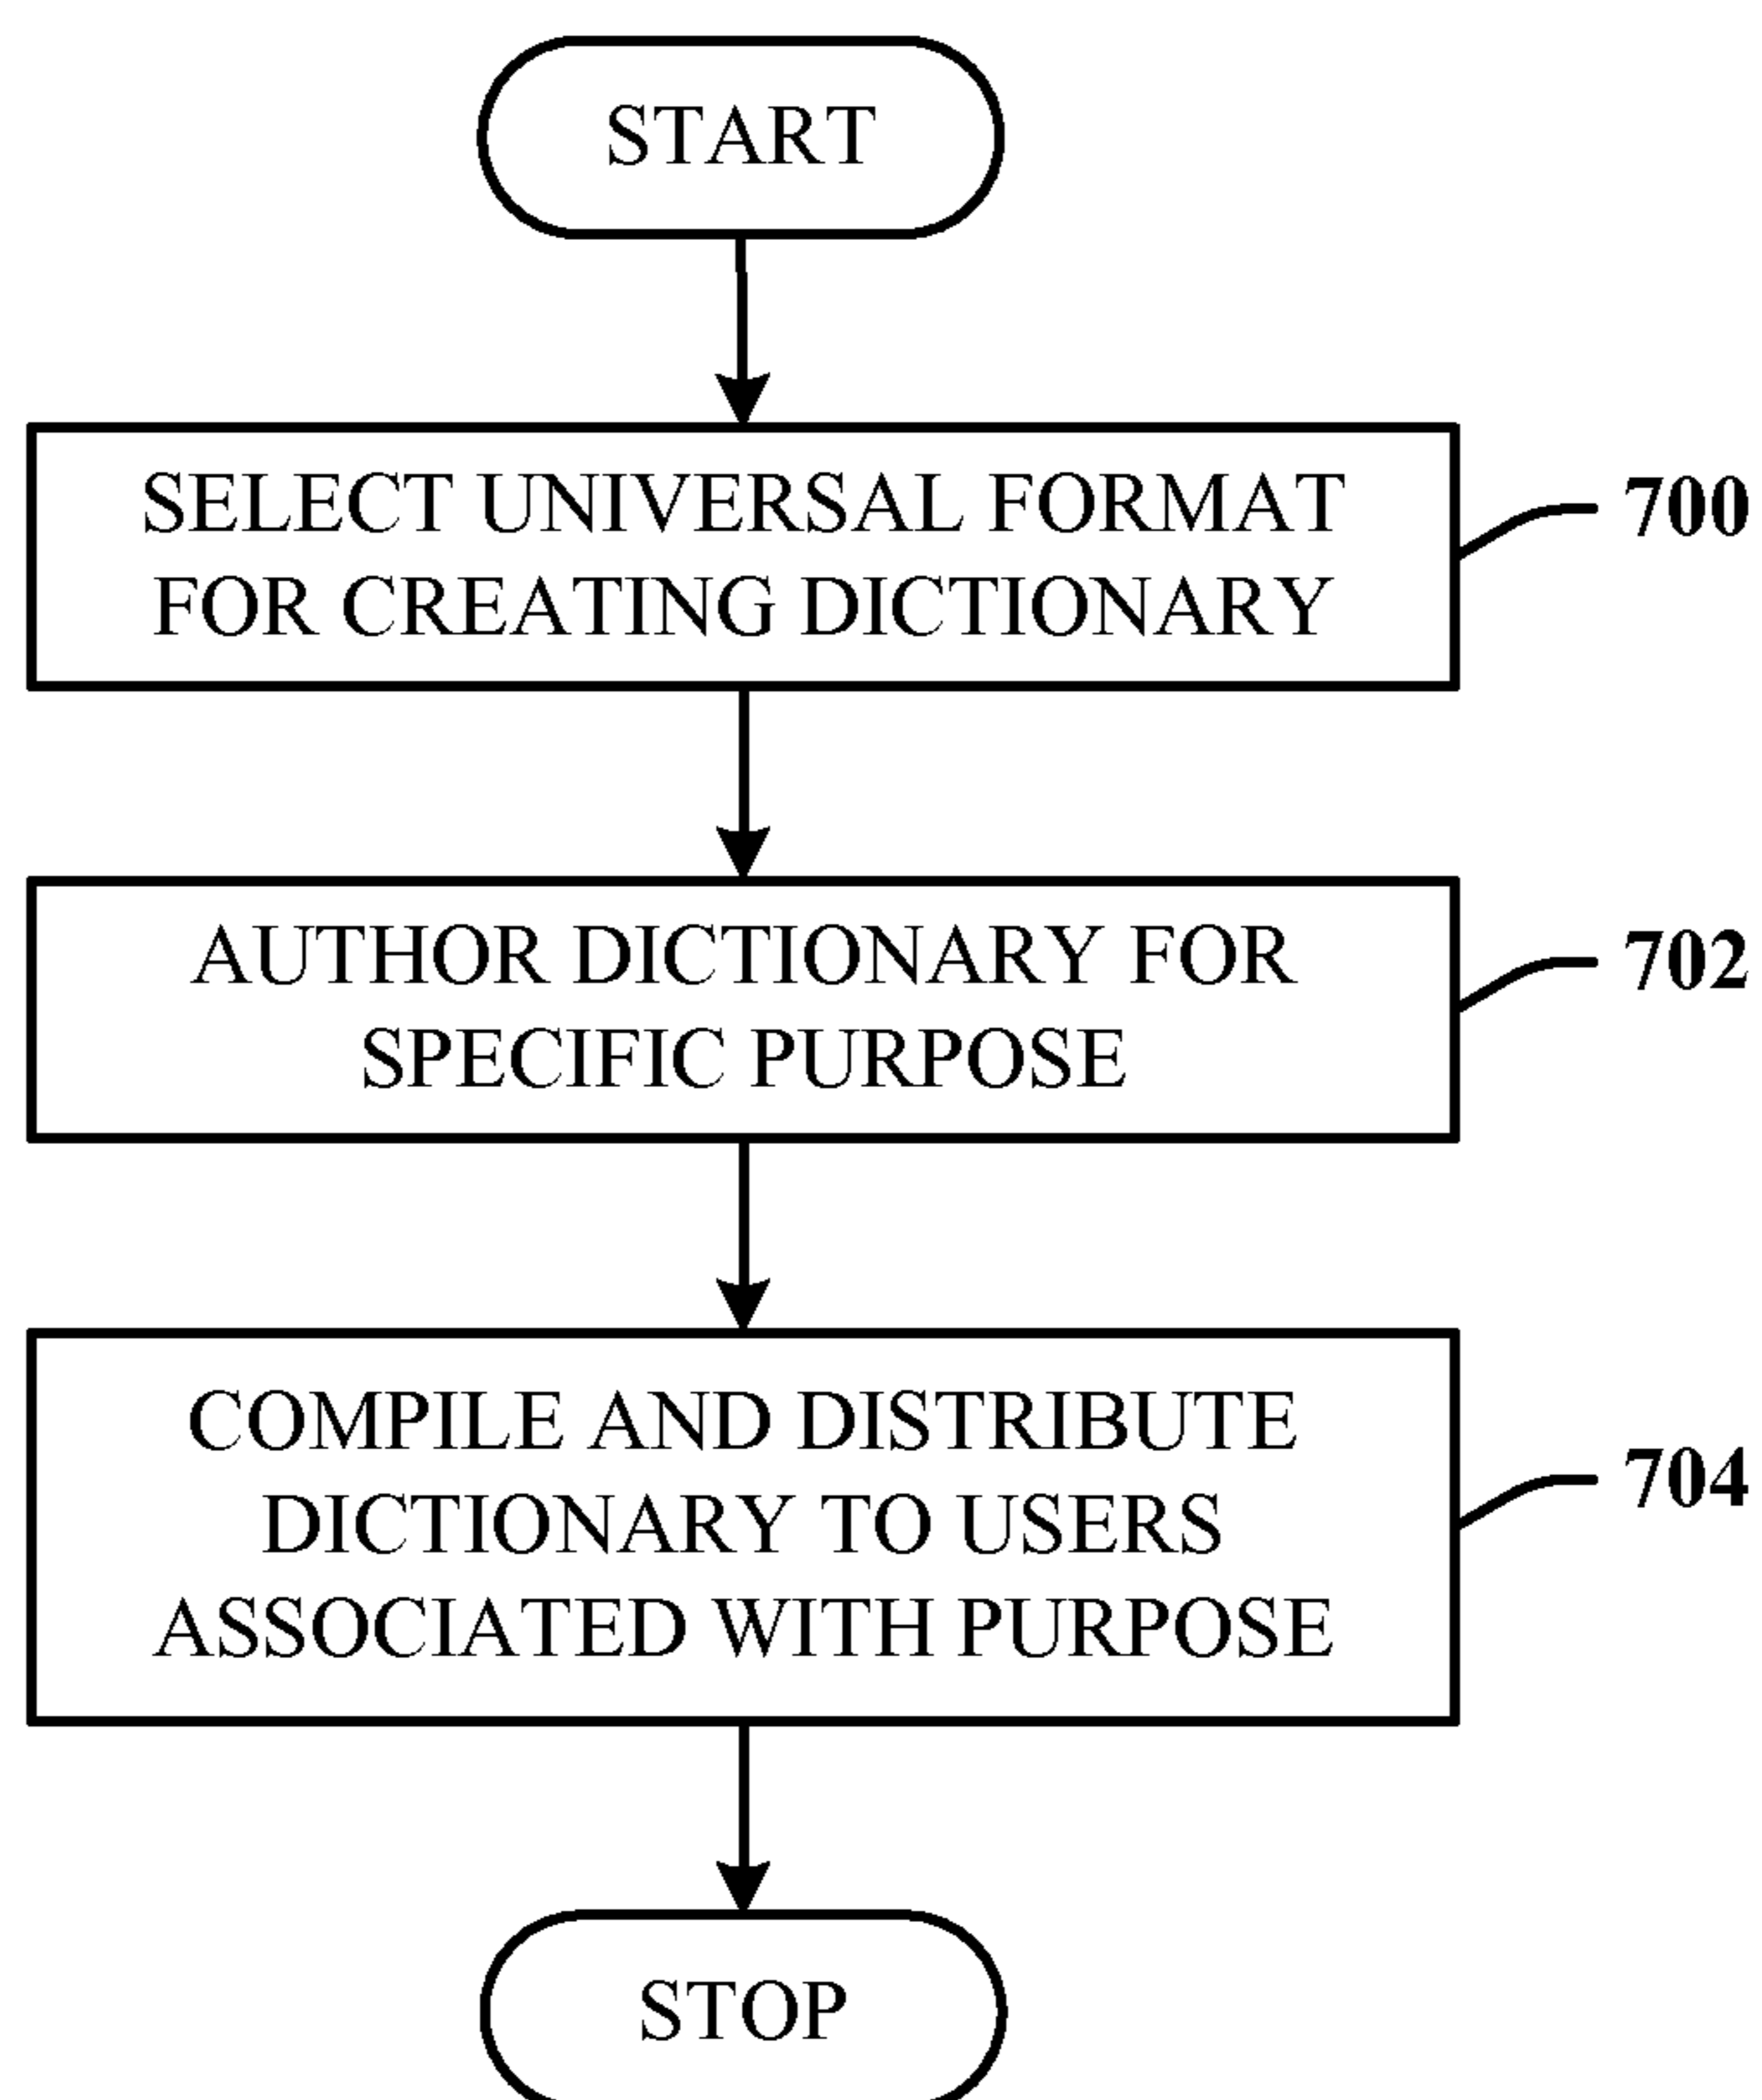 START
SELECT UNIVERSAL FORMAT
FOR CREATING DICTIONARY
700
AUTHOR DICTIONARY FOR
SPECIFIC PURPOSE
702
COMPILE AND DISTRIBUTE
DICTIONARY TO USERS
ASSOCIATED WITH PURPOSE
704
STOP